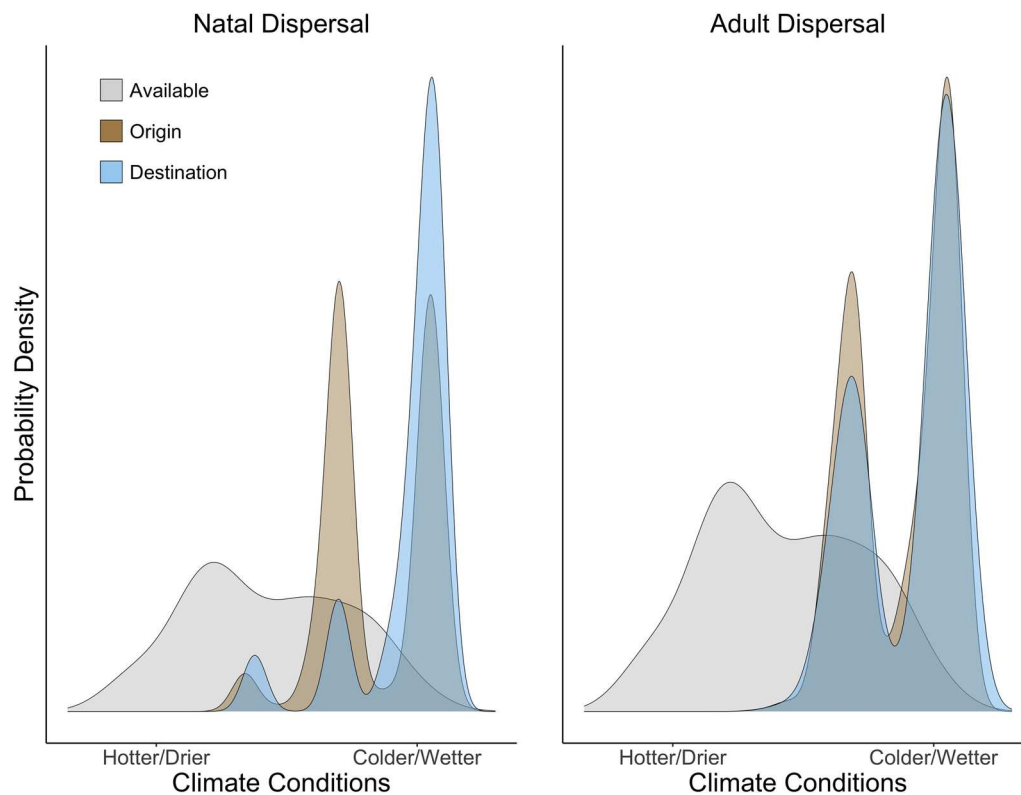 Natal Dispersal
Adult Dispersal
Available
Origin
Destination
Probability Density
Hotter/Drier
Colder/Wetter
Hotter/Drier
Colder/Wetter
Climate Conditions
Climate Conditions